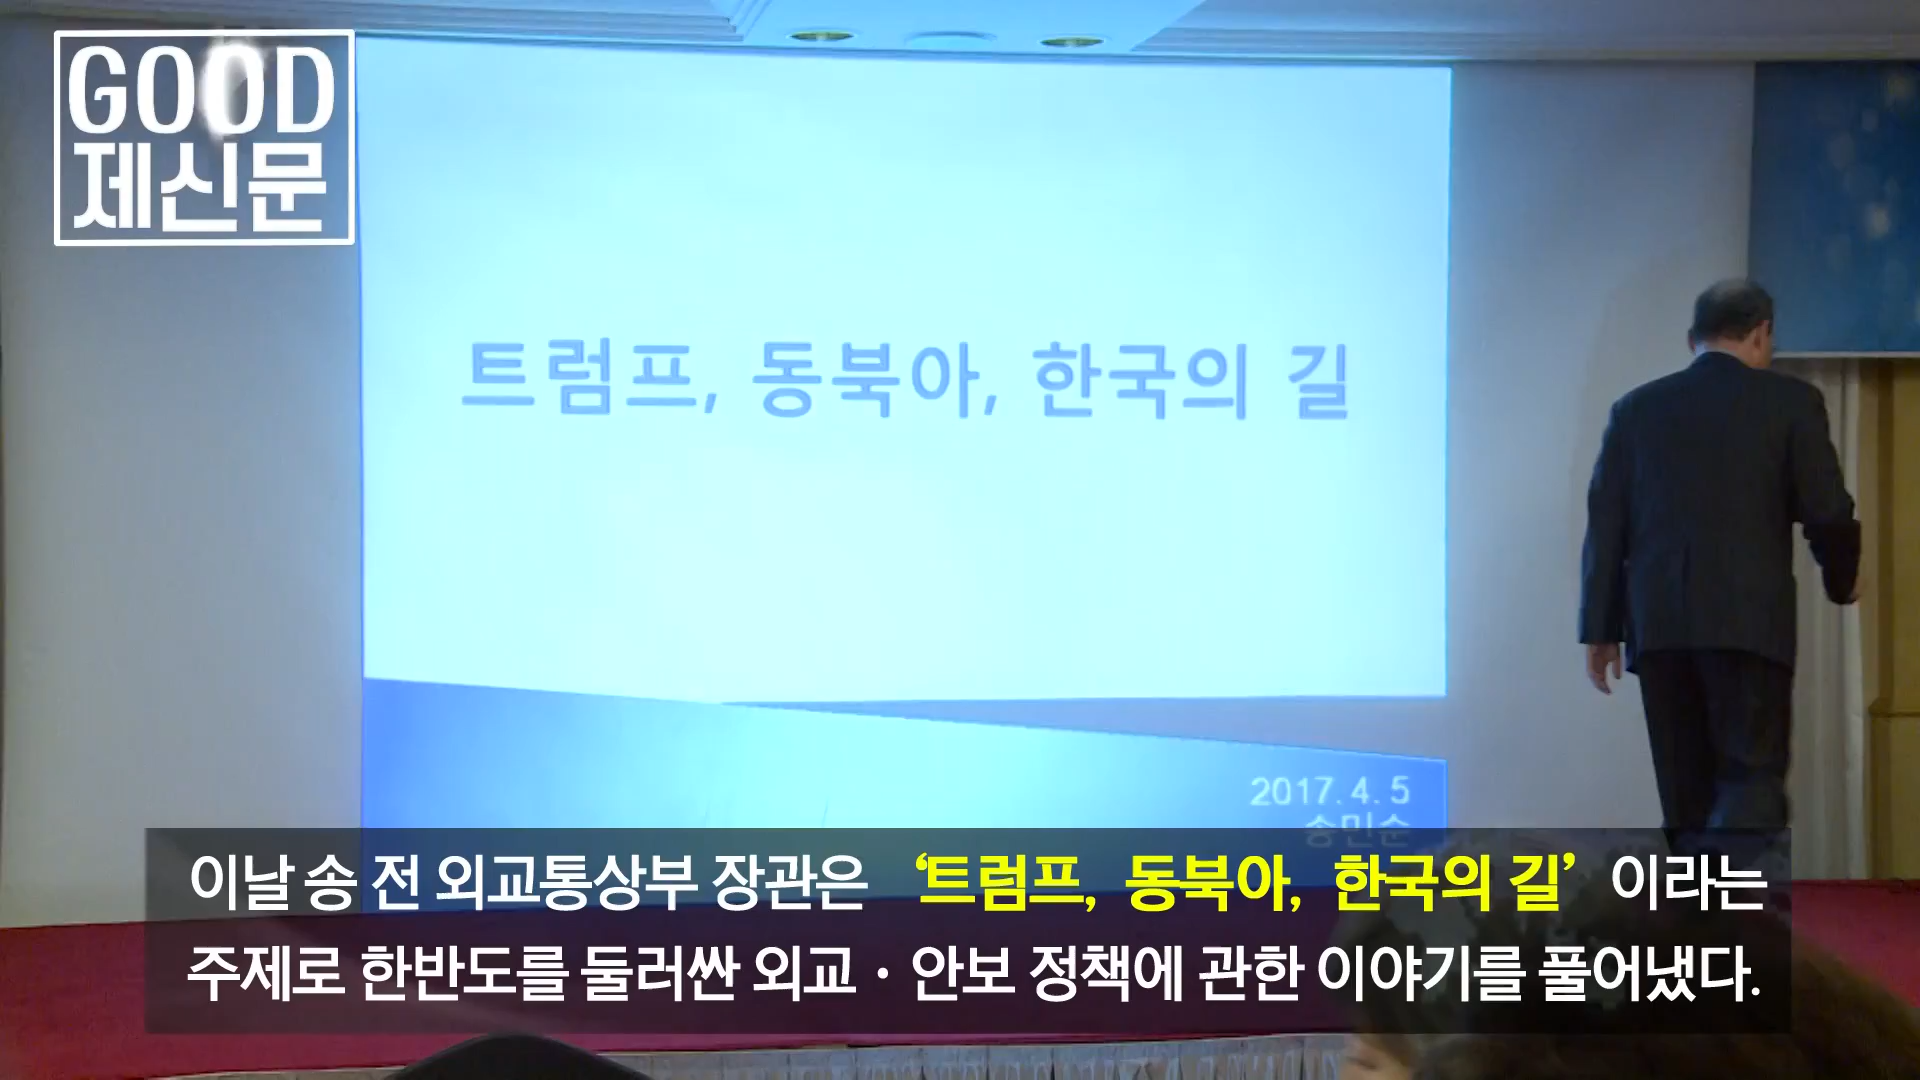 GOOD
제신문
트럼프, 동북아, 한국의 길
2017. 4. 5
송민순
이날 송 전 외교통상부 장관은 ‘트럼프, 동북아, 한국의 길’ 이라는
주제로 한반도를 둘러싼 외교 · 안보 정책에 관한 이야기를 풀어냈다.